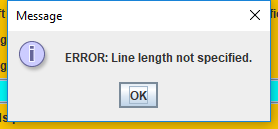 Message
ERROR: Line length not specified.
OK